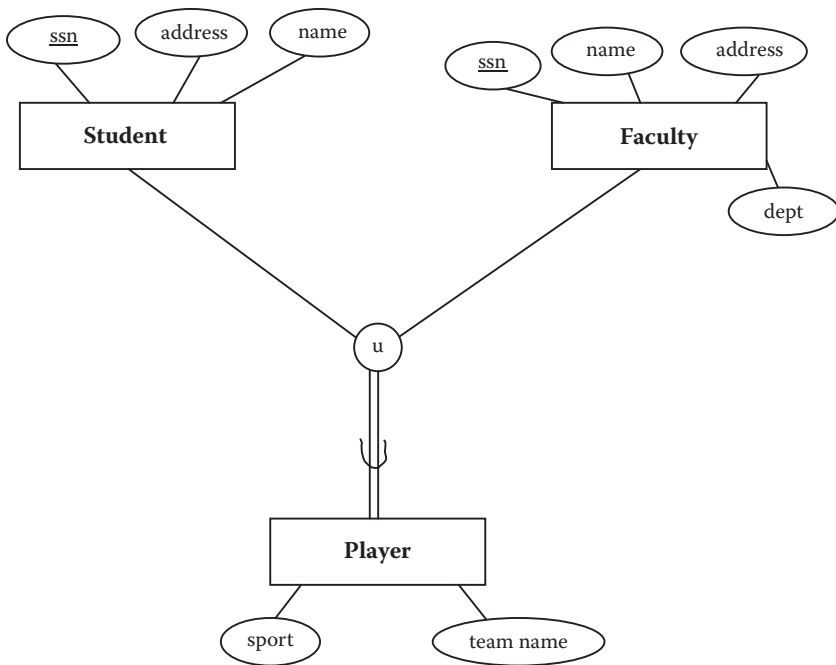 ssn
address
name
Student
ssn
name
address
Faculty
dept
u
Player
sport
team name